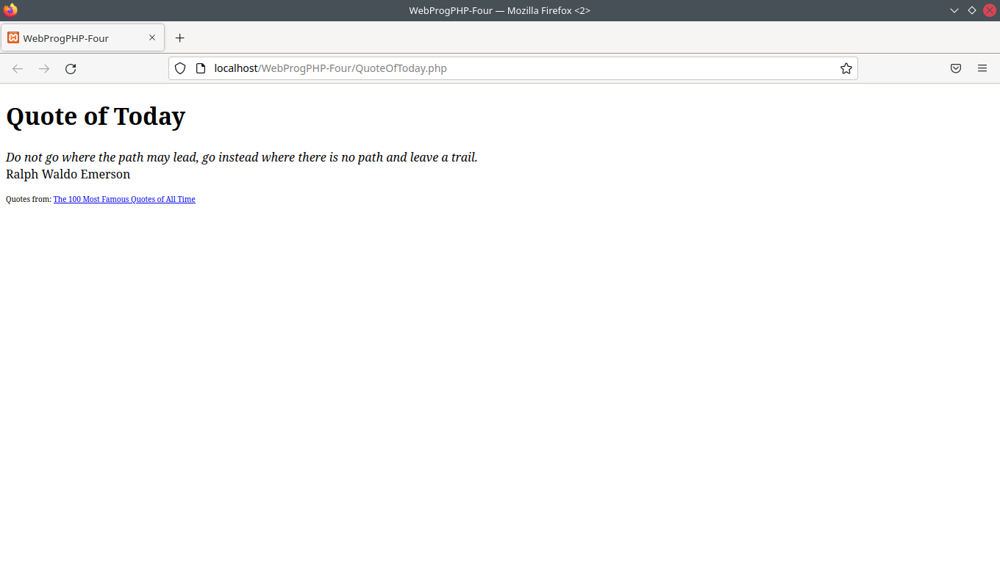 WebProgPHP-Four — Mozilla Firefox <2>
WebProgPHP-Four
localhost/WebProgPHP-Four/QuoteOfToday.php
Quote of Today
Do not go where the path may lead, go instead where there is no path and leave a trail.
Ralph Waldo Emerson
Quotes from: The 100 Most Famous Quotes of All Time